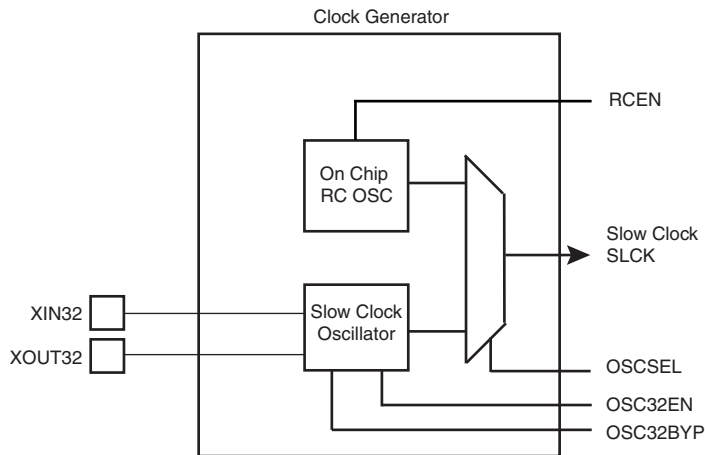 Clock Generator
RCEN
On Chip
RC OSC
Slow Clock
SLCK
XIN32
Slow Clock
Oscillator
XOUT32
OSCSEL
OSC32EN
OSC32BYP